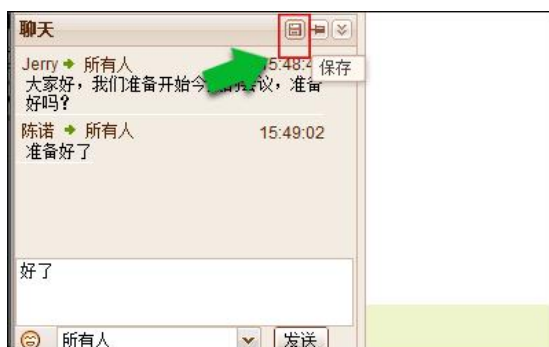 聊天
保存
Jerry 所有人 15:48:4
大家好，我们准备开始今 会议，准备
好吗？
陈诺 所有人 15:49:02
准备好了
好了
所有人 发送